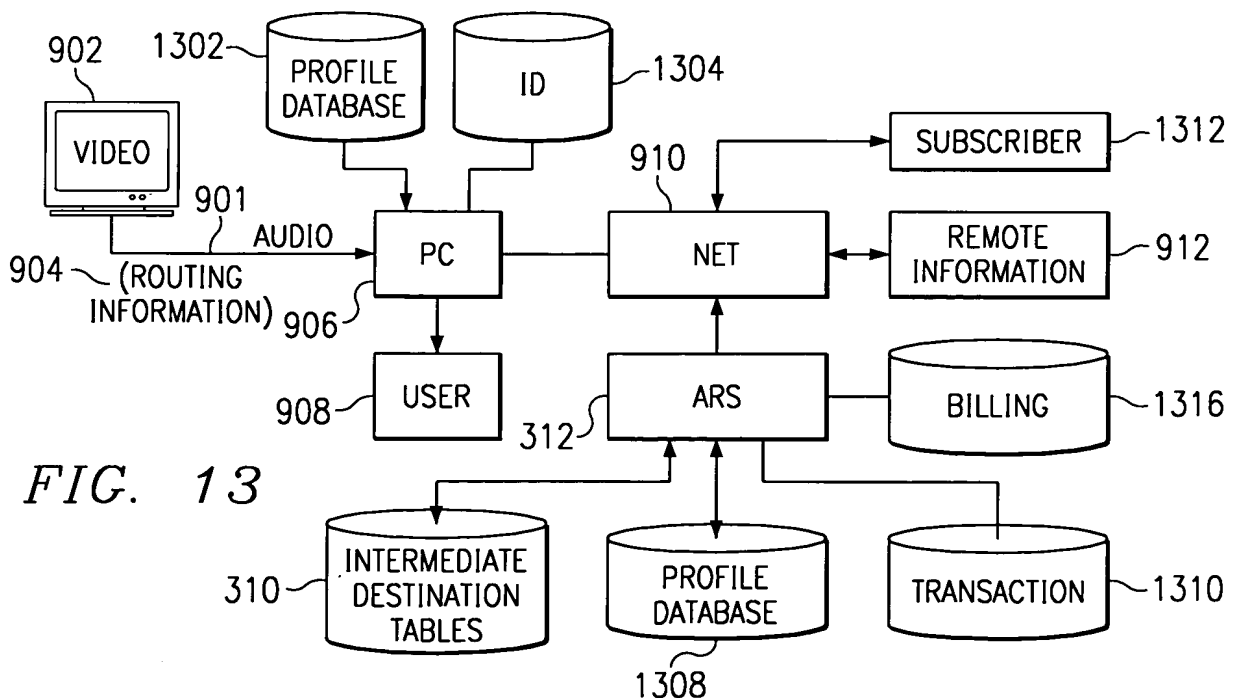 902
1302
PROFILE
DATABASE
ID
1304
VIDEO
901
AUDIO
904
(ROUTING
INFORMATION)
PC
906
910
NET
SUBSCRIBER
1312
REMOTE
INFORMATION
912
USER
908
ARS
312
BILLING
1316
FIG. 13
INTERMEDIATE
DESTINATION
TABLES
310
PROFILE
DATABASE
1308
TRANSACTION
1310